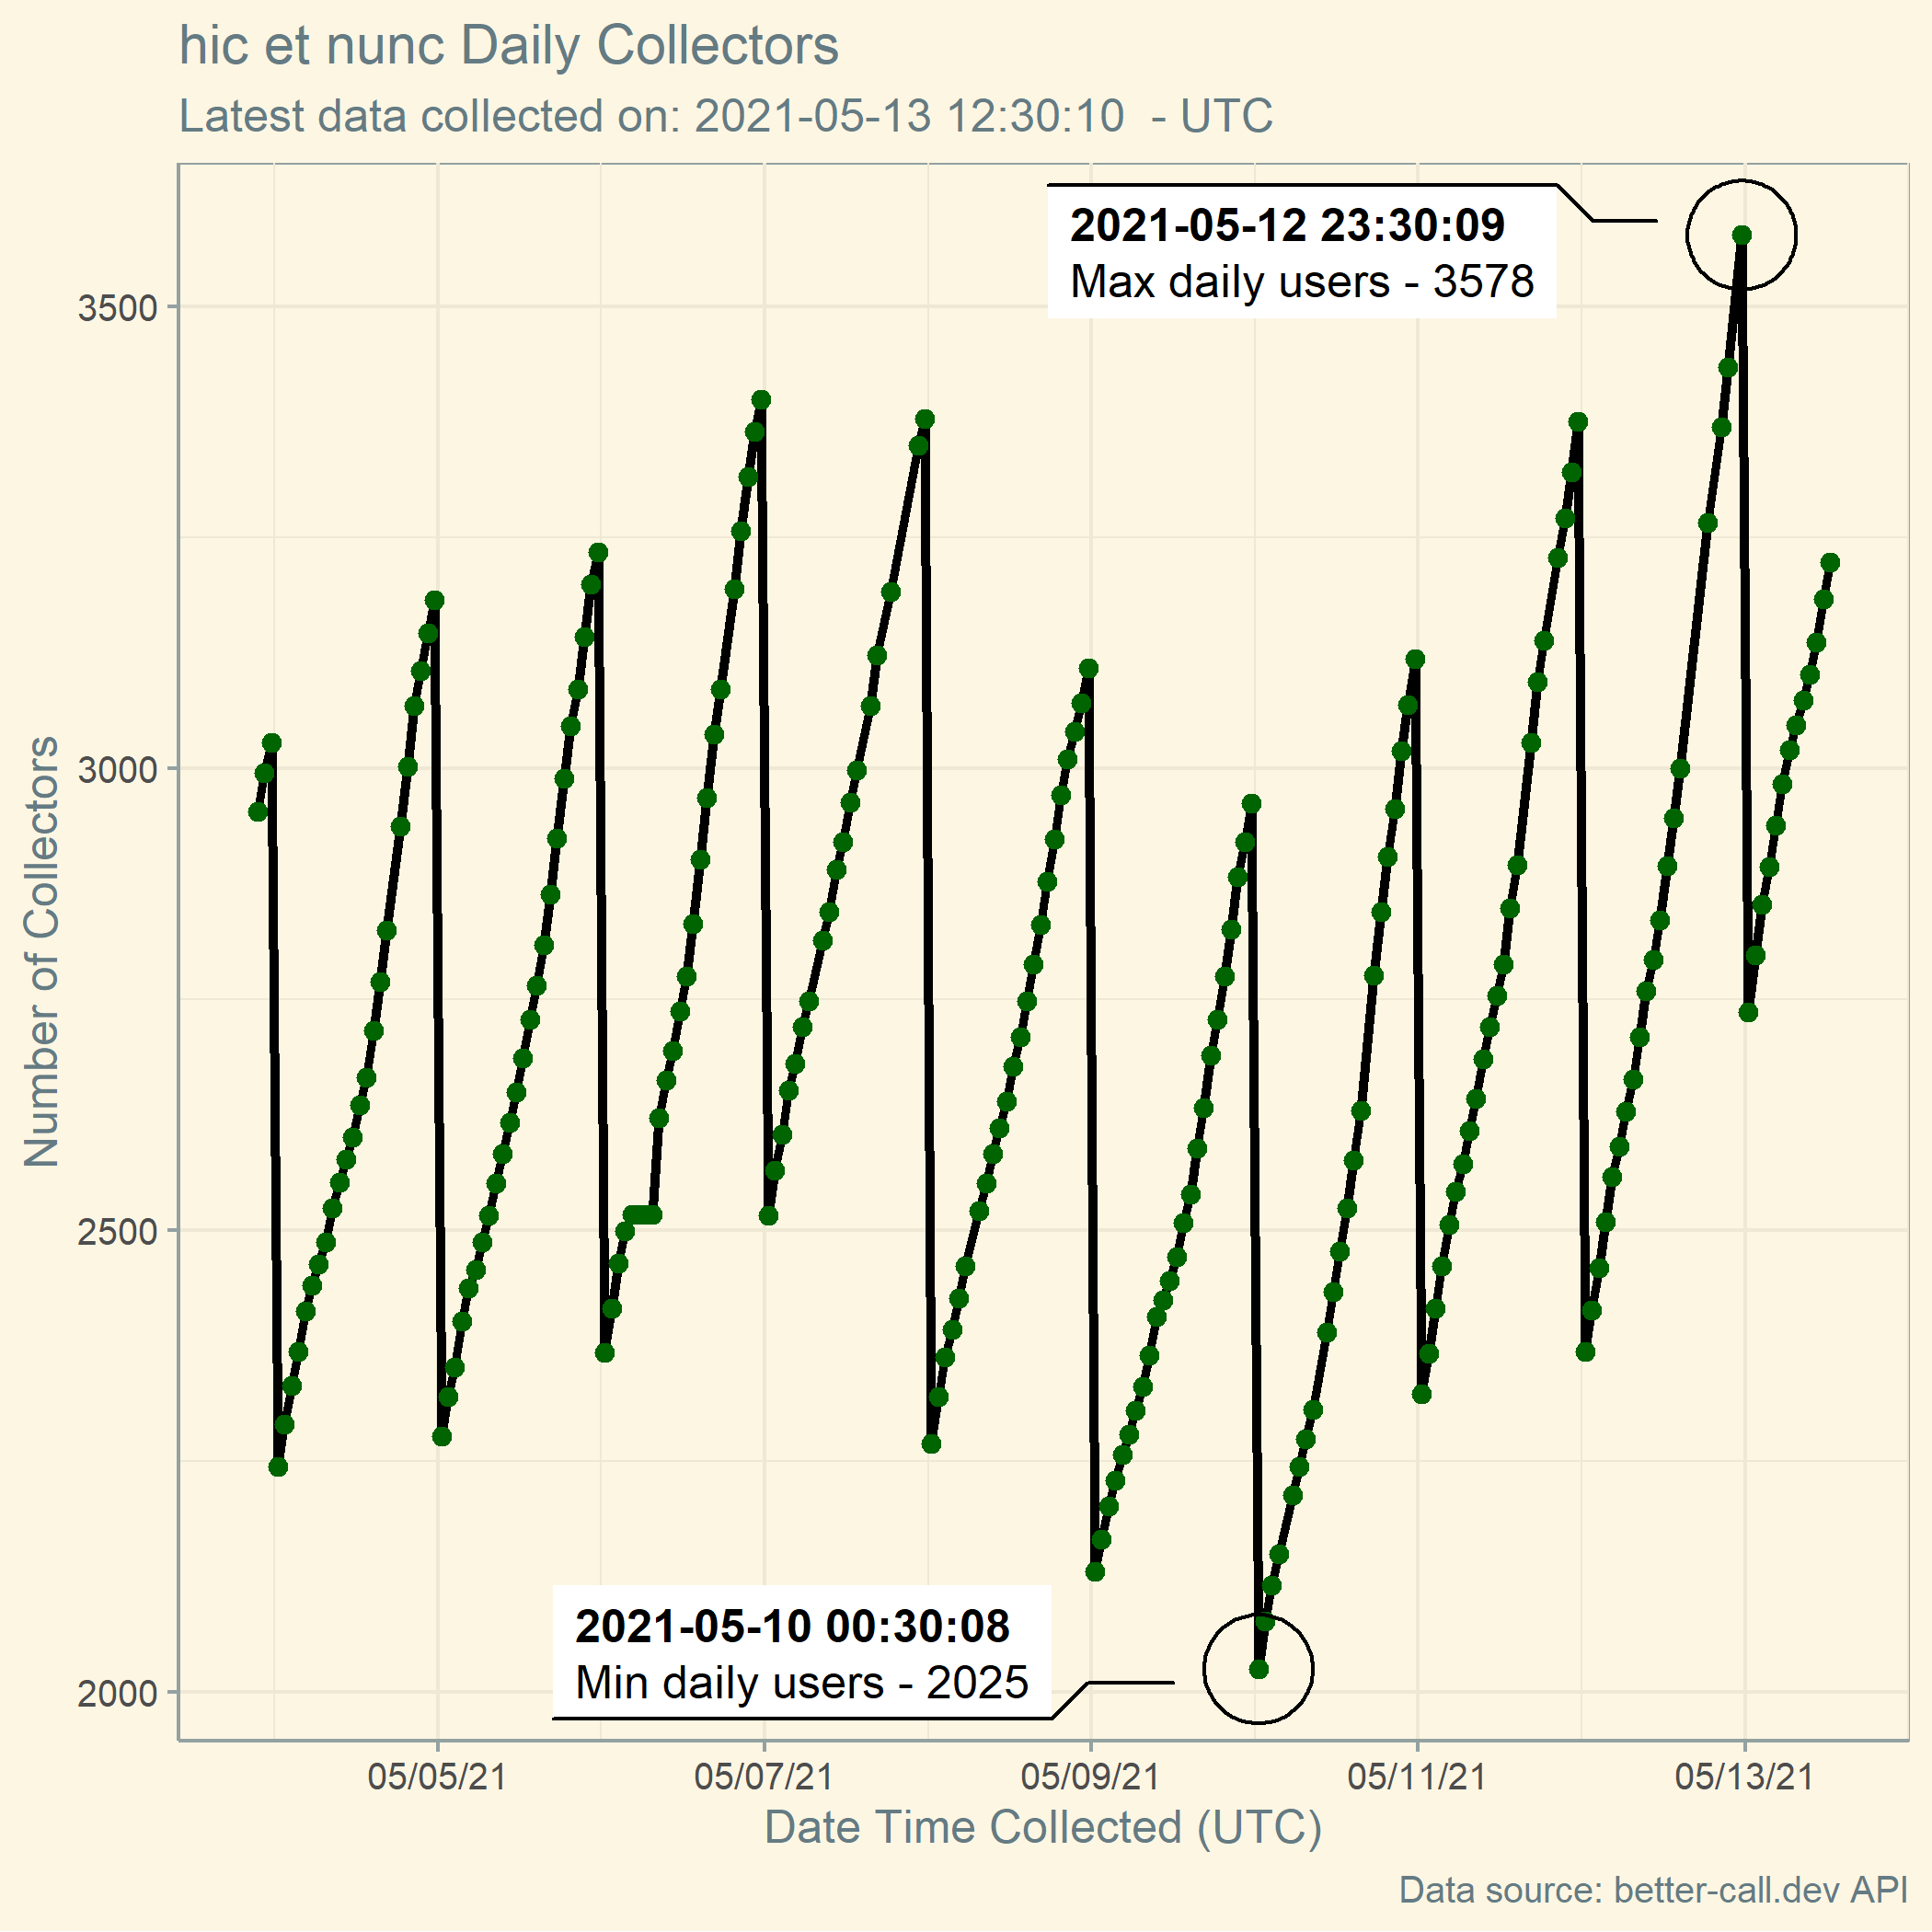 hic et nunc Daily Collectors
Latest data collected on: 2021-05-13 12:30:10  - UTC
2021-05-12 23:30:09
Max daily users - 3578
3500
3000
2500
2000
Number of Collectors
2021-05-10 00:30:08
Min daily users - 2025
05/05/21
05/07/21
05/09/21
05/11/21
05/13/21
Date Time Collected (UTC)
Data source: better-call.dev API